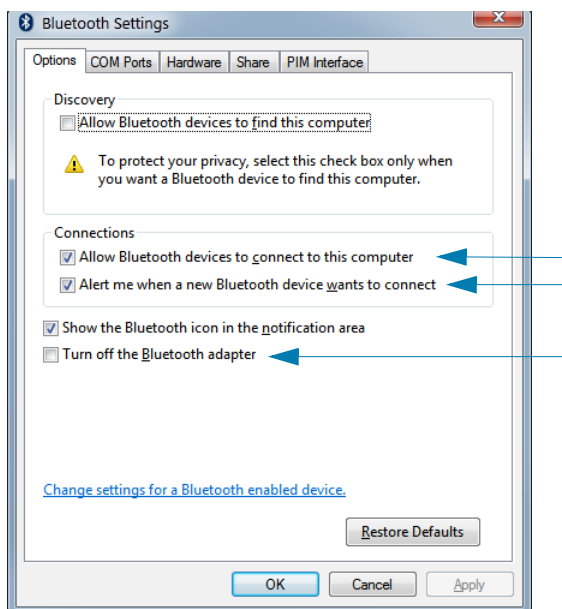 Bluetooth Settings
Options COM Ports Hardware Share PIM Interface
Discovery
Allow Bluetooth devices to find this computer
To protect your privacy, select this check box only when
you want a Bluetooth device to find this computer.
Connections
Allow Bluetooth devices to connect to this computer
Alert me when a new Bluetooth device wants to connect
Show the Bluetooth icon in the notification area
Turn off the Bluetooth adapter
Change settings for a Bluetooth enabled device.
Restore Defaults
OK Cancel Apply